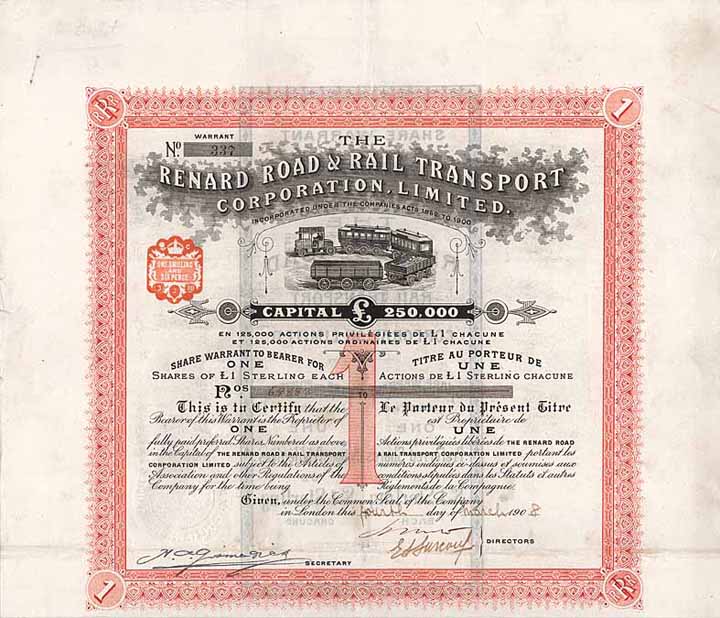 WARRANT
No. 337
THE
RENARD ROAD & RAIL TRANSPORT
CORPORATION, LIMITED.
INCORPORATED UNDER THE COMPANIES ACTS 1862 TO 1900
ONE SHILLING
AND
SIX PENCE
CAPITAL £ 250,000
EN 125,000 ACTIONS PRIVILÉGIÉES DE £1 CHACUNE
ET 125,000 ACTIONS ORDINAIRES DE £1 CHACUNE
SHARE WARRANT TO BEARER FOR
ONE
SHARES OF £1 STERLING EACH
TITRE AU PORTEUR DE
UNE
ACTIONS DE £1 STERLING CHACUNE
Nos TO
1
This is to Certify that the
Bearer of this Warrant is the Proprietor of
ONE
fully paid preferred Shares Numbered as above,
in the Capital of THE RENARD ROAD & RAIL TRANSPORT
CORPORATION LIMITED subject to the Articles of
Association and other Regulations of the
Company for the time being
Le Porteur du Présent Titre
est Propriétaire de
UNE
Actions privilégiées libérées de THE RENARD ROAD
& RAIL TRANSPORT CORPORATION LIMITED portant les
numéros indiqués ci-dessus et soumises aux
conditions stipulées dans les Statuts et autres
Réglements de la Compagnie.
Given, under the Common Seal of the Company
in London this fourth day of March 1908
DIRECTORS
SECRETARY
Rs
1
1
Rs